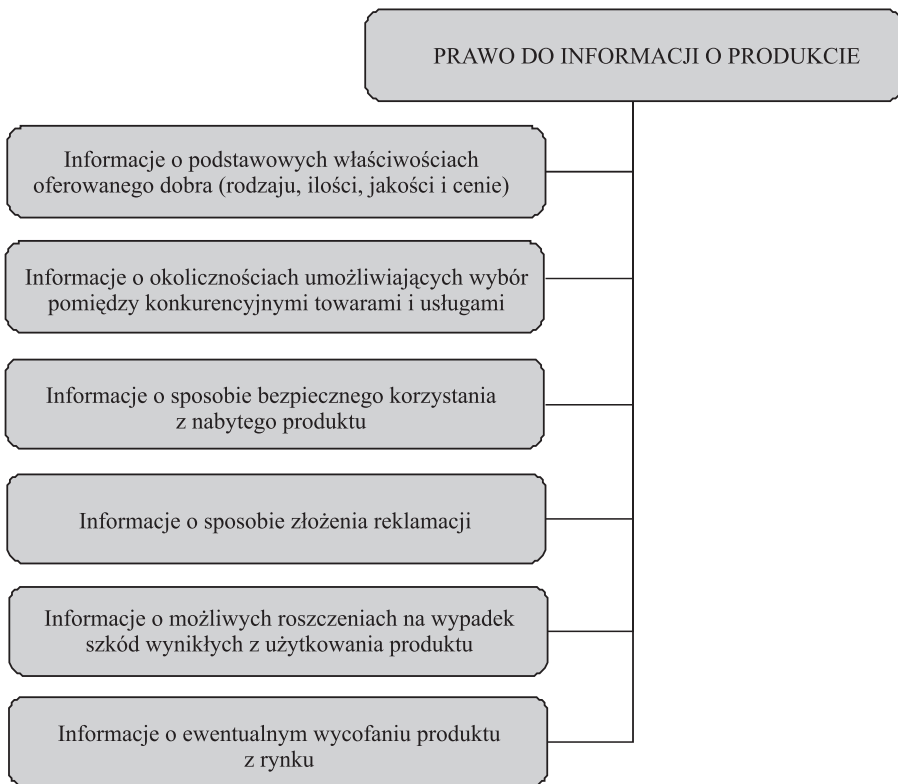 PRAWO DO INFORMACJI O PRODUKCIE
Informacje o podstawowych właściwościach
oferowanego dobra (rodzaju, ilości, jakości i cenie)
Informacje o okolicznościach umożliwiających wybór
pomiędzy konkurencyjnymi towarami i usługami
Informacje o sposobie bezpiecznego korzystania
z nabytego produktu
Informacje o sposobie złożenia reklamacji
Informacje o możliwych roszczeniach na wypadek
szkód wynikłych z użytkowania produktu
Informacje o ewentualnym wycofaniu produktu
z rynku